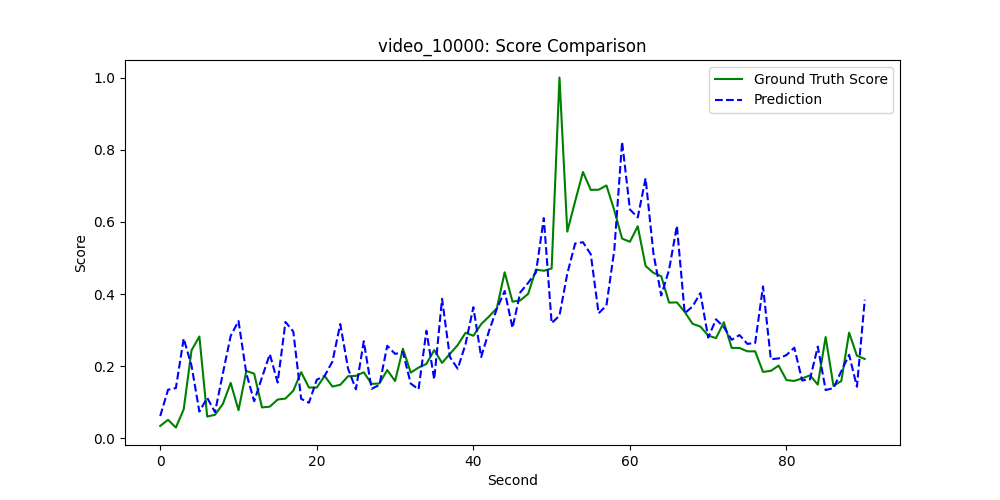 video_10000: Score Comparison
Ground Truth Score
Prediction
1.0
0.8
0.6
0.4
0.2
0.0
Score
0 20 40 60 80
Second